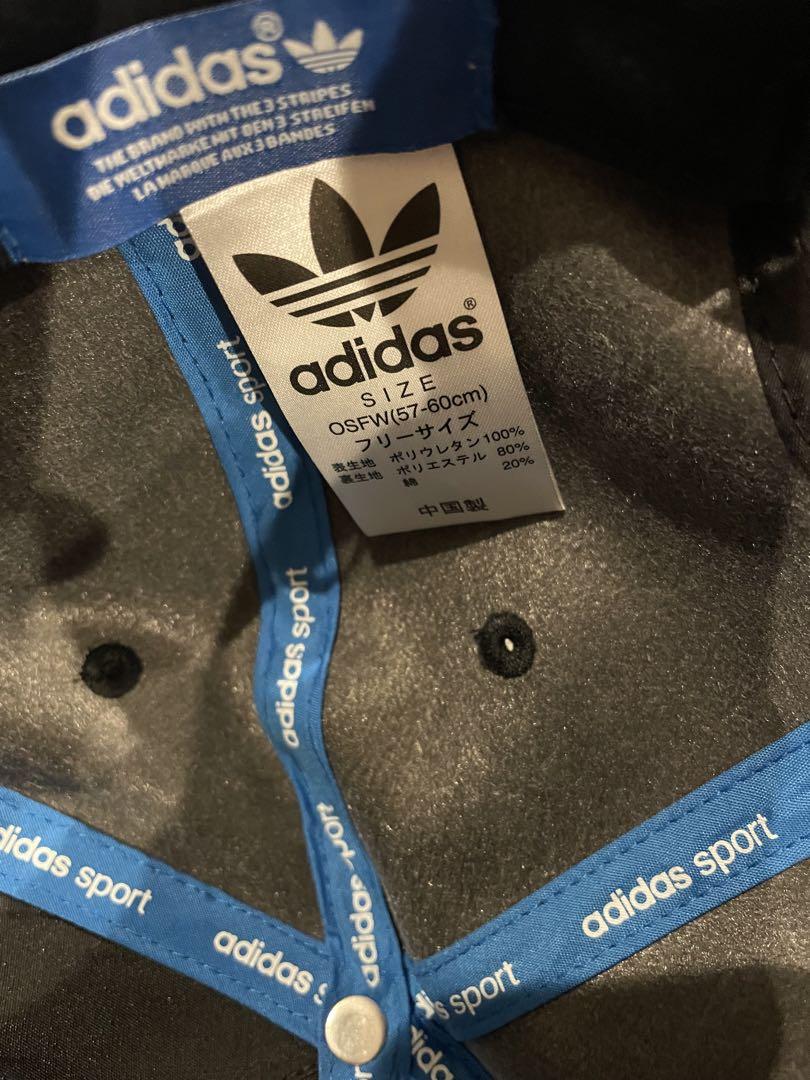 adidas®
THE BRAND WITH THE 3 STRIPES
DIE WELTMARKE MIT DEN 3 STREIFEN
LA MARQUE AUX 3 BANDES
adidas®
SIZE
OSFW(57-60cm)
フリーサイズ
表生地 ポリウレタン100%
裏生地 ポリエステル 80%
綿 20%
中国製
adidas sport
adidas sport
adidas sport
adidas sport
adidas s
adidas sport
adidas